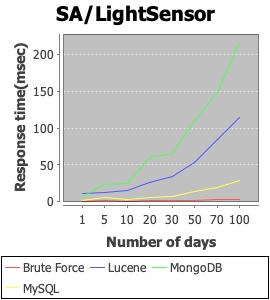 SA/LightSensor
Response time(msec)
200
150
100
50
0
1 5 10 20 30 50 70 100
Number of days
Brute Force Lucene MongoDB
MySQL